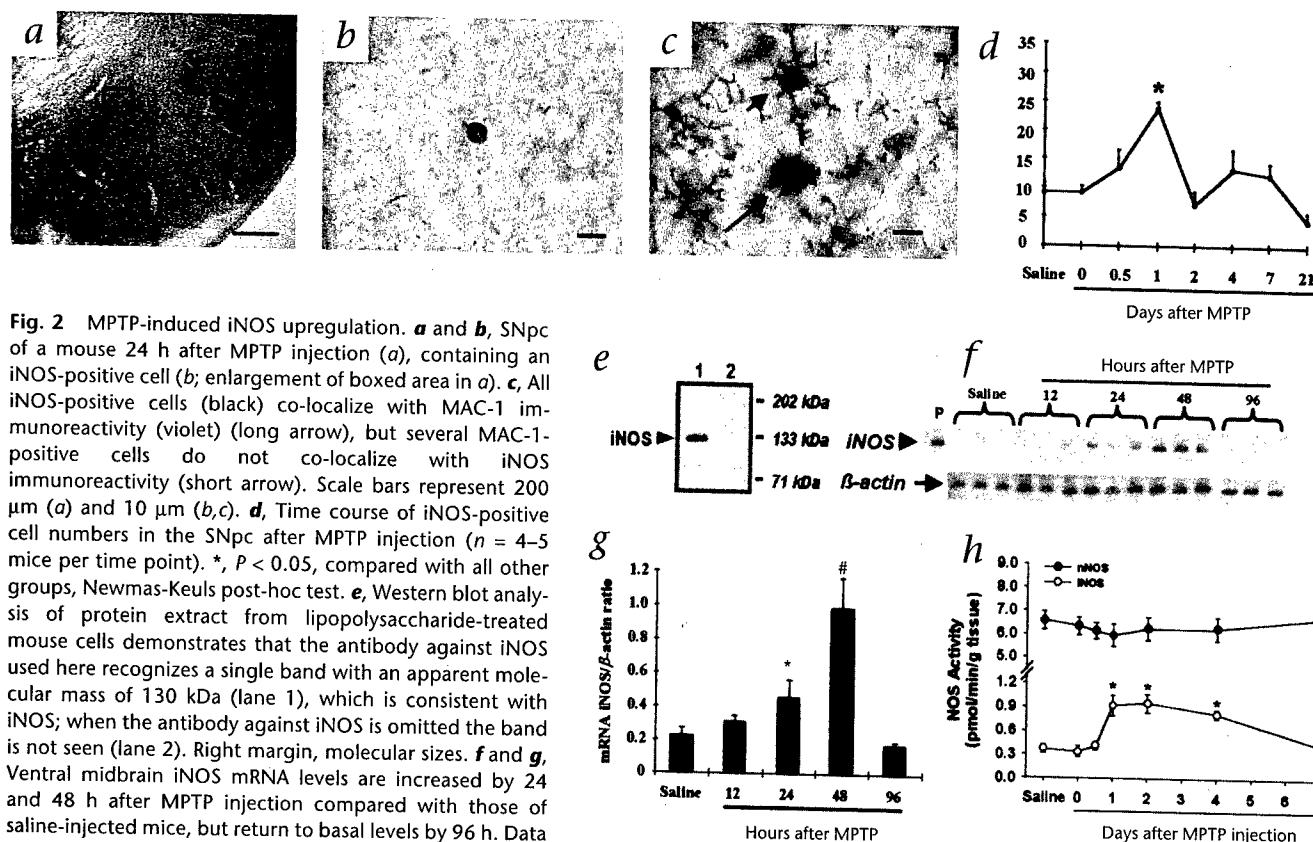 a
b
c
d
35
30
25
20
15
10
5
0
*
Saline 0 0.5 1 2 4 7 21
Days after MPTP
Fig. 2 MPTP-induced iNOS upregulation. a and b, SNpc
of a mouse 24 h after MPTP injection (a), containing an
iNOS-positive cell (b; enlargement of boxed area in a). c, All
iNOS-positive cells (black) co-localize with MAC-1 im-
munoreactivity (violet) (long arrow), but several MAC-1-
positive cells do not co-localize with iNOS
immunoreactivity (short arrow). Scale bars represent 200
μm (a) and 10 μm (b,c). d, Time course of iNOS-positive
cell numbers in the SNpc after MPTP injection (n = 4–5
mice per time point). *, P < 0.05, compared with all other
groups, Newmas-Keuls post-hoc test. e, Western blot analy-
sis of protein extract from lipopolysaccharide-treated
mouse cells demonstrates that the antibody against iNOS
used here recognizes a single band with an apparent mole-
cular mass of 130 kDa (lane 1), which is consistent with
iNOS; when the antibody against iNOS is omitted the band
is not seen (lane 2). Right margin, molecular sizes. f and g,
Ventral midbrain iNOS mRNA levels are increased by 24
and 48 h after MPTP injection compared with those of
saline-injected mice, but return to basal levels by 96 h. Data
e
1 2
iNOS
- 202 kDa
- 133 kDa
- 71 kDa
f
Hours after MPTP
P Saline 12 24 48 96
iNOS
ß-actin
g
mRNA iNOS/β-actin ratio
1.2
1.0
0.8
0.6
0.4
0.2
0
* #
Saline 12 24 48 96
Hours after MPTP
h
nNOS
iNOS
NOS Activity
(pmol/min/g tissue)
9.0
8.0
7.0
6.0
5.0
1.2
0.9
0.6
0.3
0.0
* * *
Saline 0 1 2 3 4 5 6
Days after MPTP injection